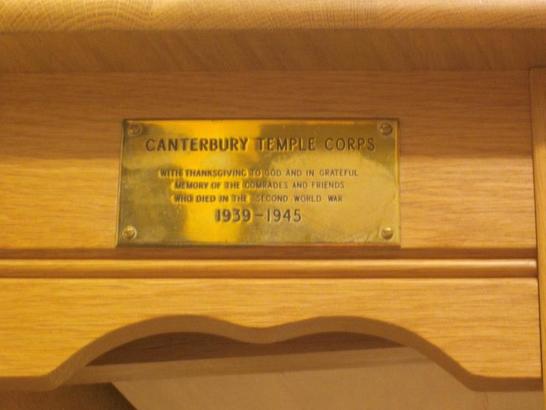 CANTERBURY TEMPLE CORPS
WITH THANKSGIVING TO GOD AND IN GRATEFUL
MEMORY OF THE COMRADES AND FRIENDS
WHO DIED IN THE SECOND WORLD WAR
1939-1945